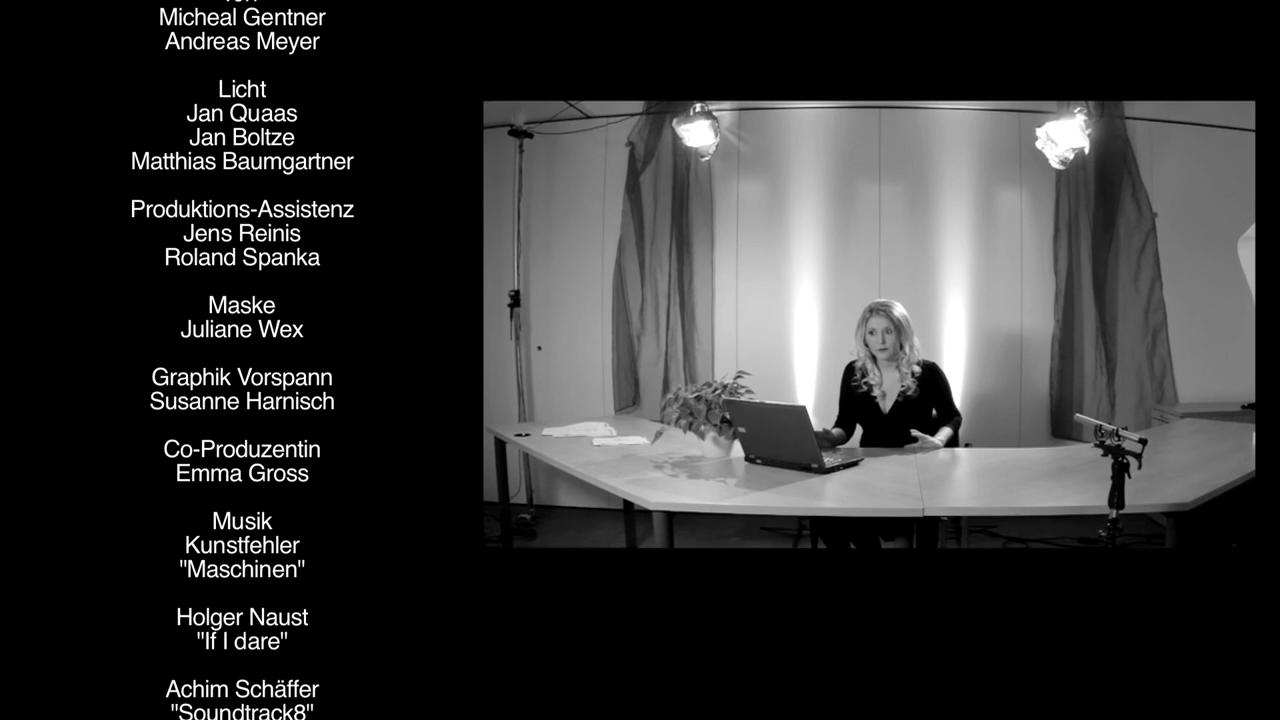 Micheal Gentner
Andreas Meyer
Licht
Jan Quaas
Jan Boltze
Matthias Baumgartner
Produktions-Assistenz
Jens Reinis
Roland Spanka
Maske
Juliane Wex
Graphik Vorspann
Susanne Harnisch
Co-Produzentin
Emma Gross
Musik
Kunstfehler
"Maschinen"
Holger Naust
"If I dare"
Achim Schäffer
"Soundtrack8"